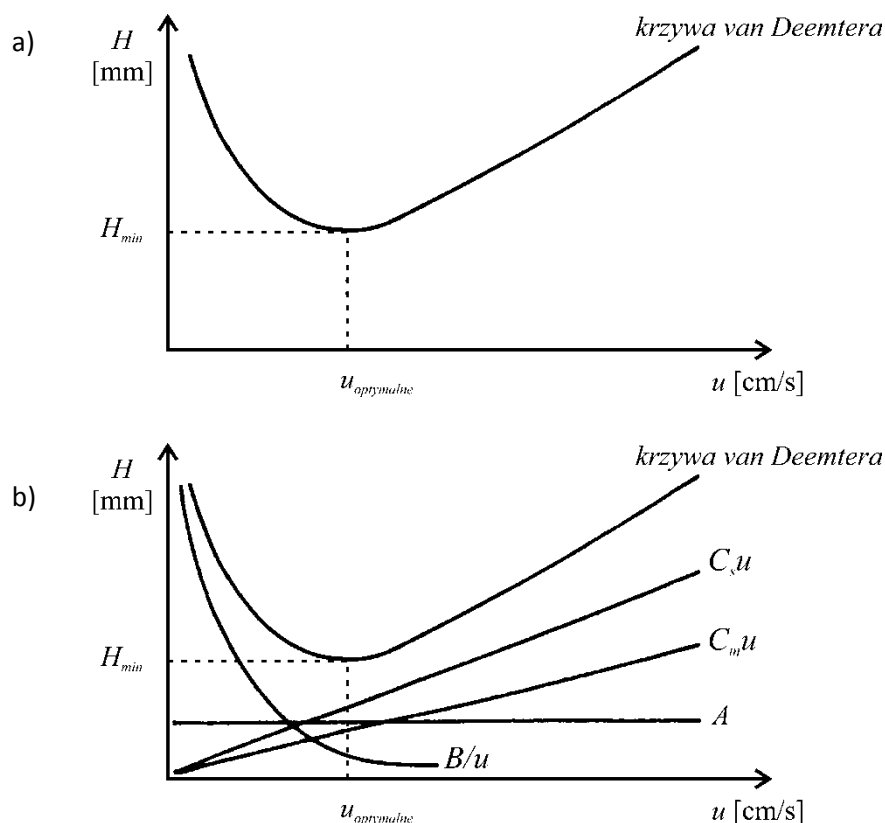 a)
H
[mm]
krzywa van Deemtera
H_min
u_optymalne
u [cm/s]
b)
H
[mm]
krzywa van Deemtera
C_s u
C_m u
H_min
A
B/u
u_optymalne
u [cm/s]